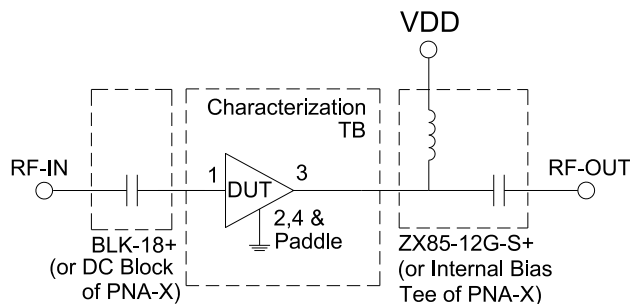 VDD
Characterization
TB
RF-IN
1
DUT
3
RF-OUT
2,4 &
Paddle
BLK-18+
(or DC Block
of PNA-X)
ZX85-12G-S+
(or Internal Bias
Tee of PNA-X)